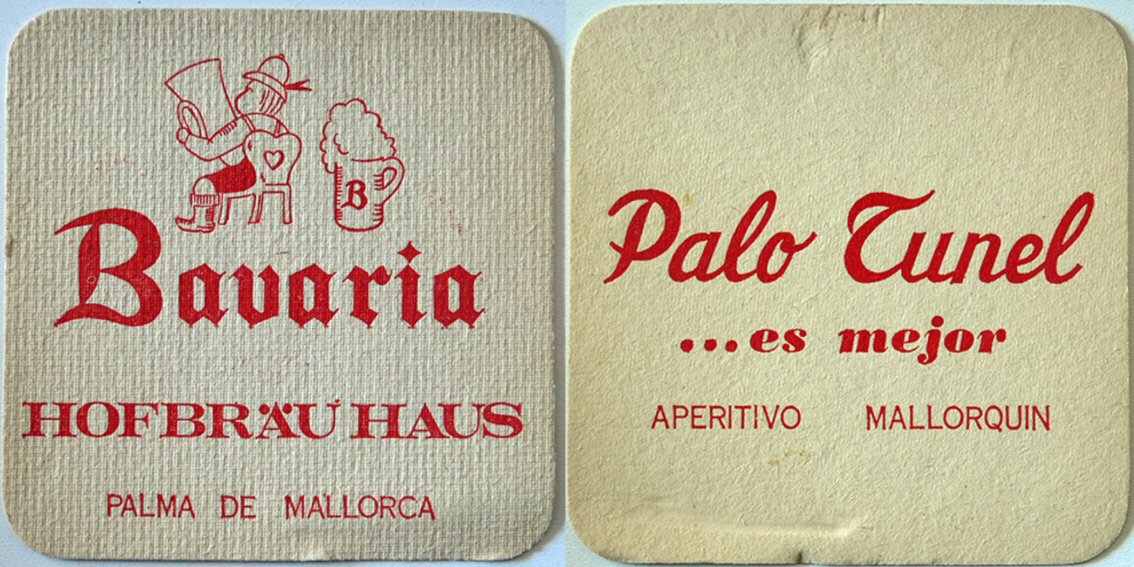 B
Bavaria
HOFBRÄU HAUS
PALMA DE MALLORCA
Palo Tunel
...es mejor
APERITIVO MALLORQUIN